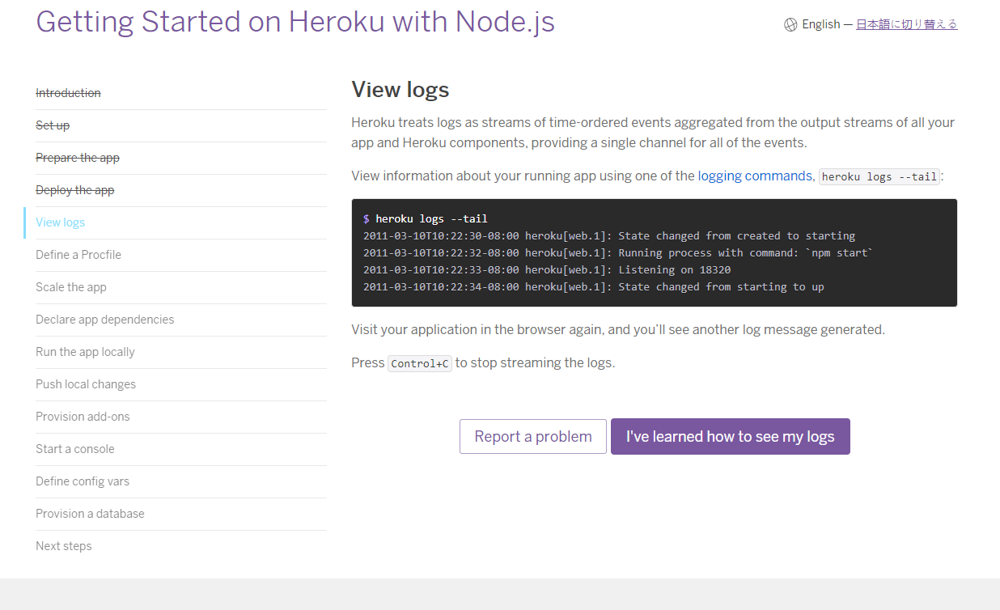 Getting Started on Heroku with Node.js
English — 日本語に切り替える
Introduction
Set up
Prepare the app
Deploy the app
View logs
Define a Procfile
Scale the app
Declare app dependencies
Run the app locally
Push local changes
Provision add-ons
Start a console
Define config vars
Provision a database
Next steps
View logs
Heroku treats logs as streams of time-ordered events aggregated from the output streams of all your
app and Heroku components, providing a single channel for all of the events.
View information about your running app using one of the logging commands, heroku logs --tail:
$ heroku logs --tail
2011-03-10T10:22:30-08:00 heroku[web.1]: State changed from created to starting
2011-03-10T10:22:32-08:00 heroku[web.1]: Running process with command: `npm start`
2011-03-10T10:22:33-08:00 heroku[web.1]: Listening on 18320
2011-03-10T10:22:34-08:00 heroku[web.1]: State changed from starting to up
Visit your application in the browser again, and you'll see another log message generated.
Press Control+C to stop streaming the logs.
Report a problem
I've learned how to see my logs